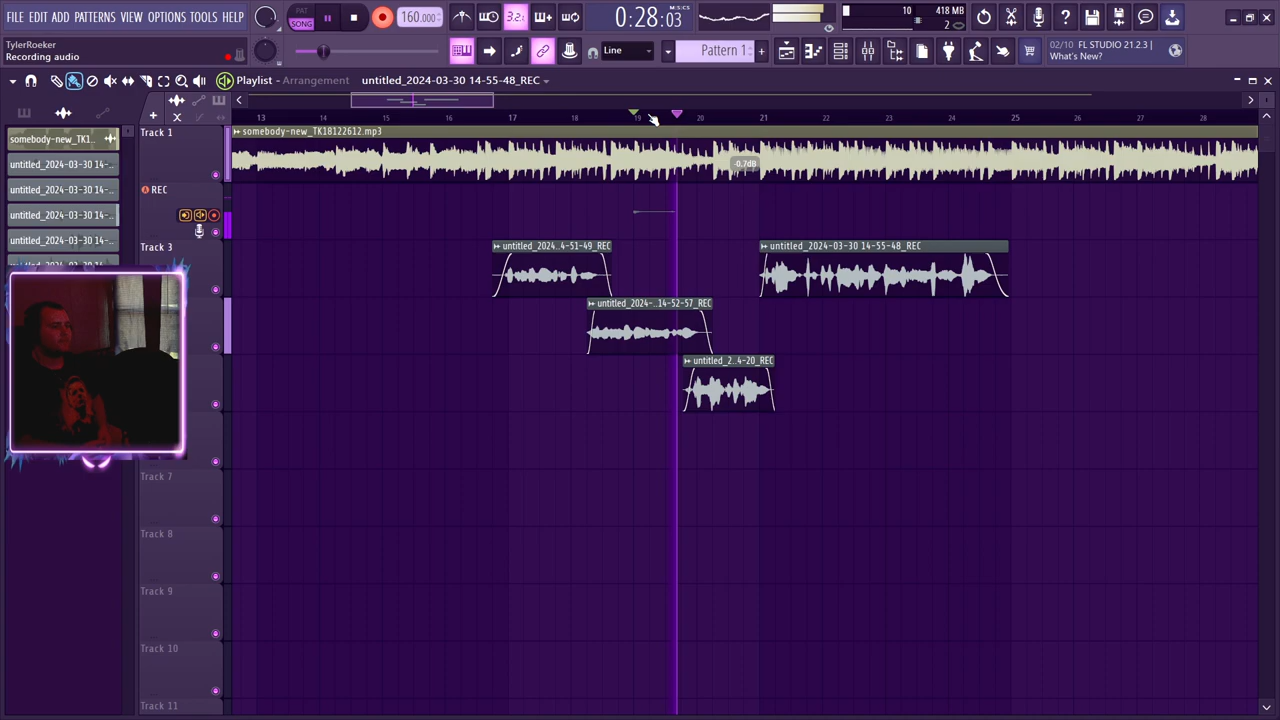 FILE EDIT ADD PATTERNS VIEW OPTIONS TOOLS HELP
PAT
SONG
160.000
3.2.
0:28:03
M:S:CS
10
418 MB
2
TylerRoeker
Recording audio
Line
Pattern 1
02/10 FL STUDIO 21.2.3 |
What's New?
Playlist - Arrangement
untitled_2024-03-30 14-55-48_REC
13 14 15 16 17 18 19 20 21 22 23 24 25 26 27 28
somebody-new_TK1..
untitled_2024-03-30 14-..
untitled_2024-03-30 14-..
untitled_2024-03-30 14-..
untitled_2024-03-30 14-..
Track 1
somebody-new_TK18122612.mp3
-0.7dB
REC
Track 3
untitled_2024..4-51-49_REC
untitled_2024-03-30 14-55-48_REC
untitled_2024-..14-52-57_REC
untitled_2..4-20_REC
Track 7
Track 8
Track 9
Track 10
Track 11